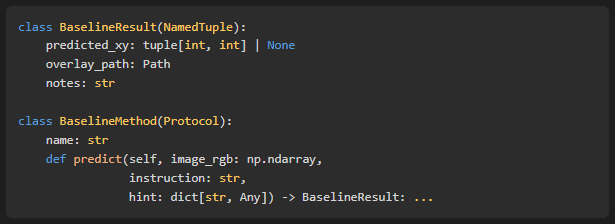 class BaselineResult(NamedTuple):
    predicted_xy: tuple[int, int] | None
    overlay_path: Path
    notes: str

class BaselineMethod(Protocol):
    name: str
    def predict(self, image_rgb: np.ndarray,
                instruction: str,
                hint: dict[str, Any]) -> BaselineResult: ...